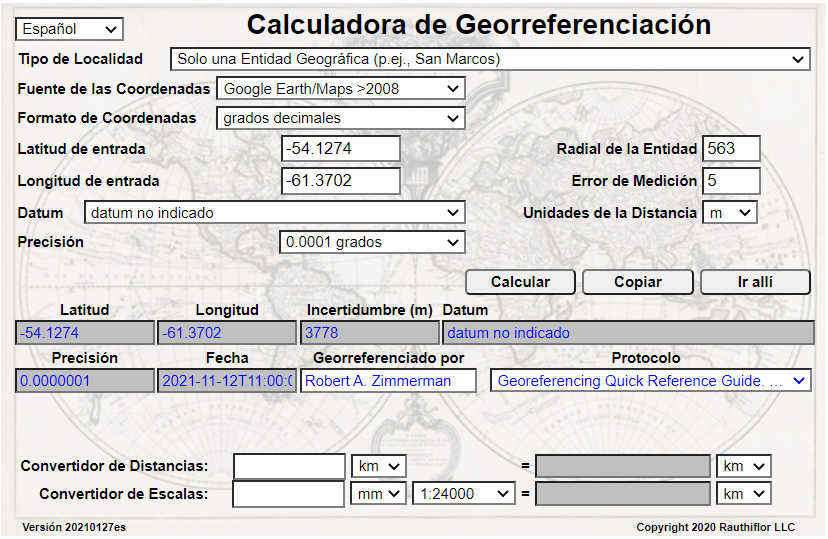 Español
Calculadora de Georreferenciación
Tipo de Localidad Solo una Entidad Geográfica (p.ej., San Marcos)
Fuente de las Coordenadas Google Earth/Maps >2008
Formato de Coordenadas grados decimales
Latitud de entrada -54.1274 Radial de la Entidad 563
Longitud de entrada -61.3702 Error de Medición 5
Datum datum no indicado Unidades de la Distancia m
Precisión 0.0001 grados
Calcular Copiar Ir allí
Latitud Longitud Incertidumbre (m) Datum
-54.1274 -61.3702 3778 datum no indicado
Precisión Fecha Georreferenciado por Protocolo
0.0000001 2021-11-12T11:00:0 Robert A. Zimmerman Georeferencing Quick Reference Guide. ...
Convertidor de Distancias: km = km
Convertidor de Escalas: mm 1:24000 = km
Versión 20210127es Copyright 2020 Rauthiflor LLC